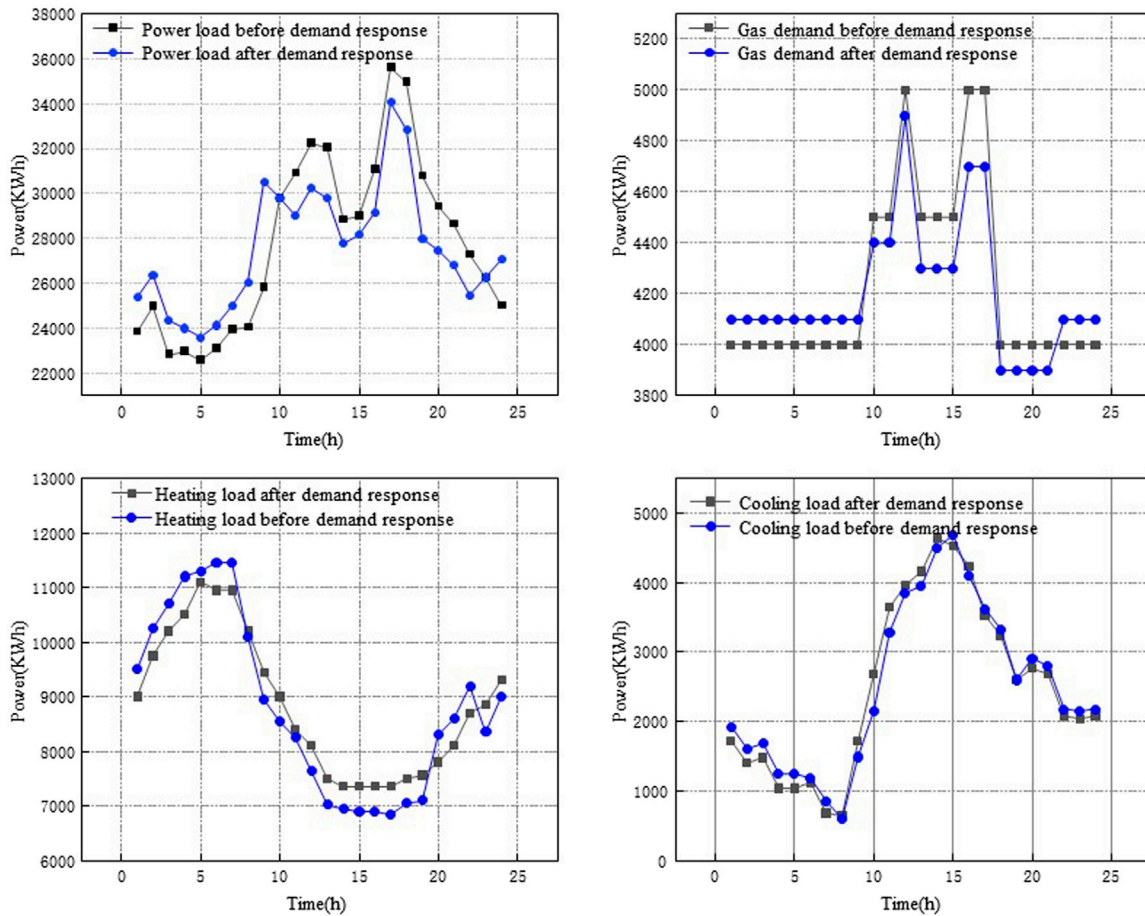 38000
36000
34000
32000
30000
28000
26000
24000
22000
Power(KWh)
Power load before demand response
Power load after demand response
0 5 10 15 20 25
Time(h)
5200
5000
4800
4600
4400
4200
4000
3800
Power(KWh)
Gas demand before demand response
Gas demand after demand response
0 5 10 15 20 25
Time(h)
13000
12000
11000
10000
9000
8000
7000
6000
Power(KWh)
Heating load after demand response
Heating load before demand response
0 5 10 15 20 25
Time(h)
5000
4000
3000
2000
1000
0
Power(KWh)
Cooling load after demand response
Cooling load before demand response
0 5 10 15 20 25
Time(h)